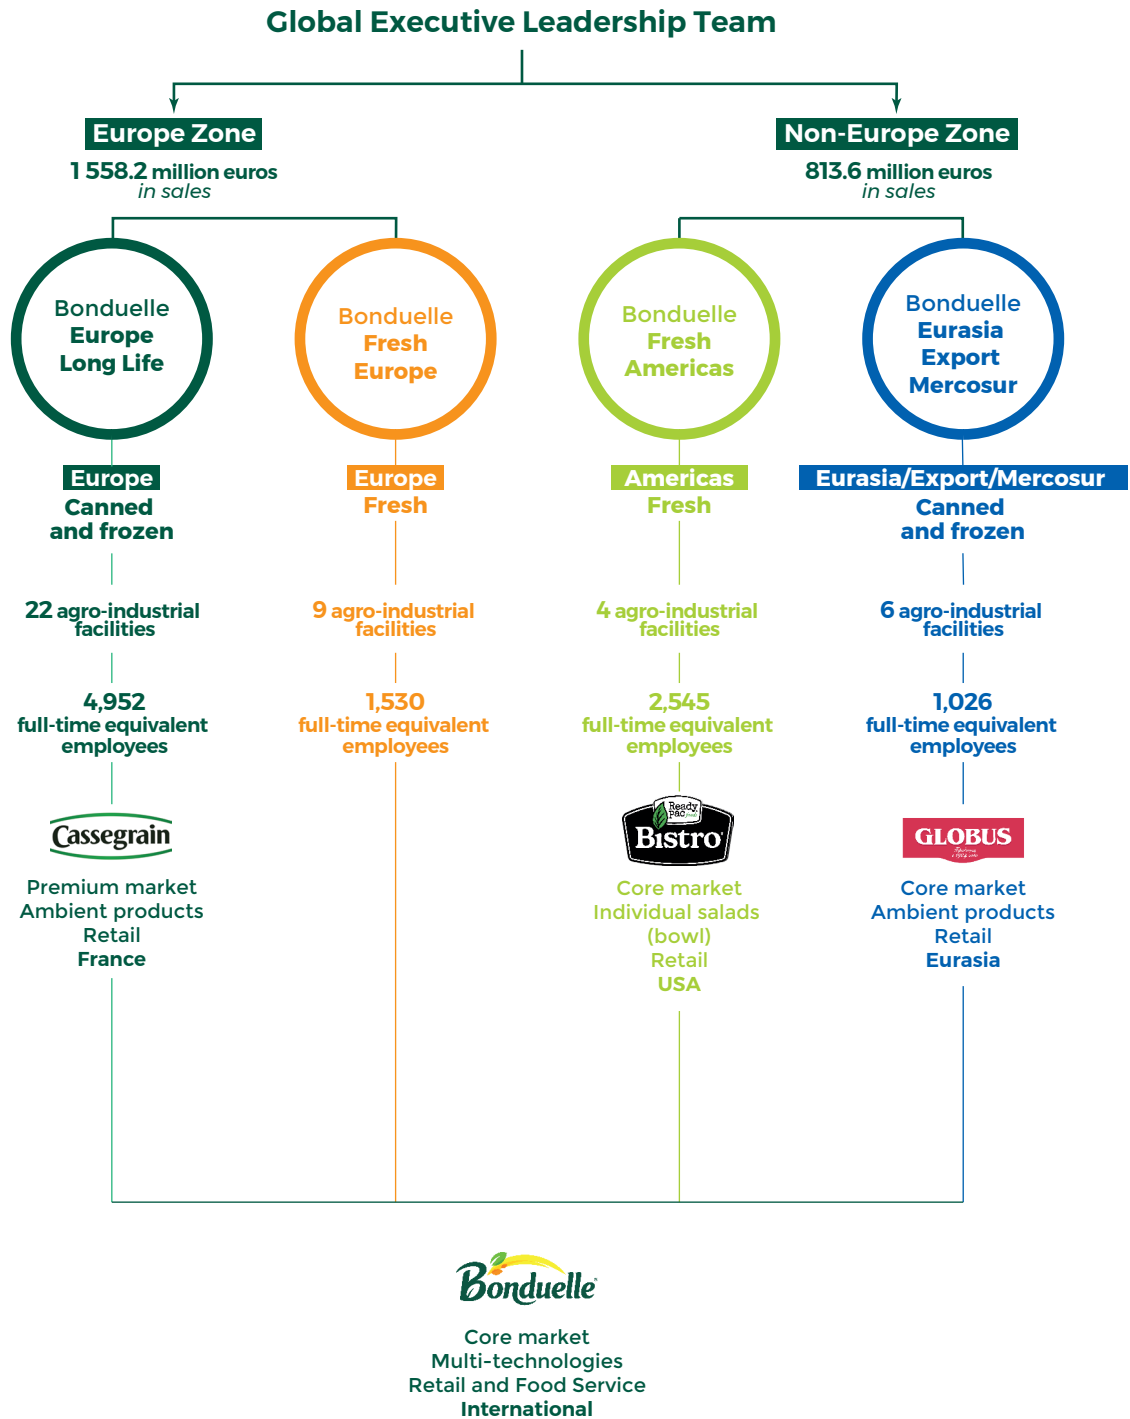 Global Executive Leadership Team
Europe Zone
1 558.2 million euros
in sales
Non-Europe Zone
813.6 million euros
in sales
Bonduelle
Europe
Long Life
Europe
Canned
and frozen
22 agro-industrial
facilities
4,952
full-time equivalent
employees
Cassegrain
Premium market
Ambient products
Retail
France
Bonduelle
Fresh
Europe
Europe
Fresh
9 agro-industrial
facilities
1,530
full-time equivalent
employees
Bonduelle
Fresh
Americas
Americas
Fresh
4 agro-industrial
facilities
2,545
full-time equivalent
employees
Ready
Pac
Bistro
Core market
Individual salads
(bowl)
Retail
USA
Bonduelle
Eurasia
Export
Mercosur
Eurasia/Export/Mercosur
Canned
and frozen
6 agro-industrial
facilities
1,026
full-time equivalent
employees
GLOBUS
Core market
Ambient products
Retail
Eurasia
Bonduelle
Core market
Multi-technologies
Retail and Food Service
International